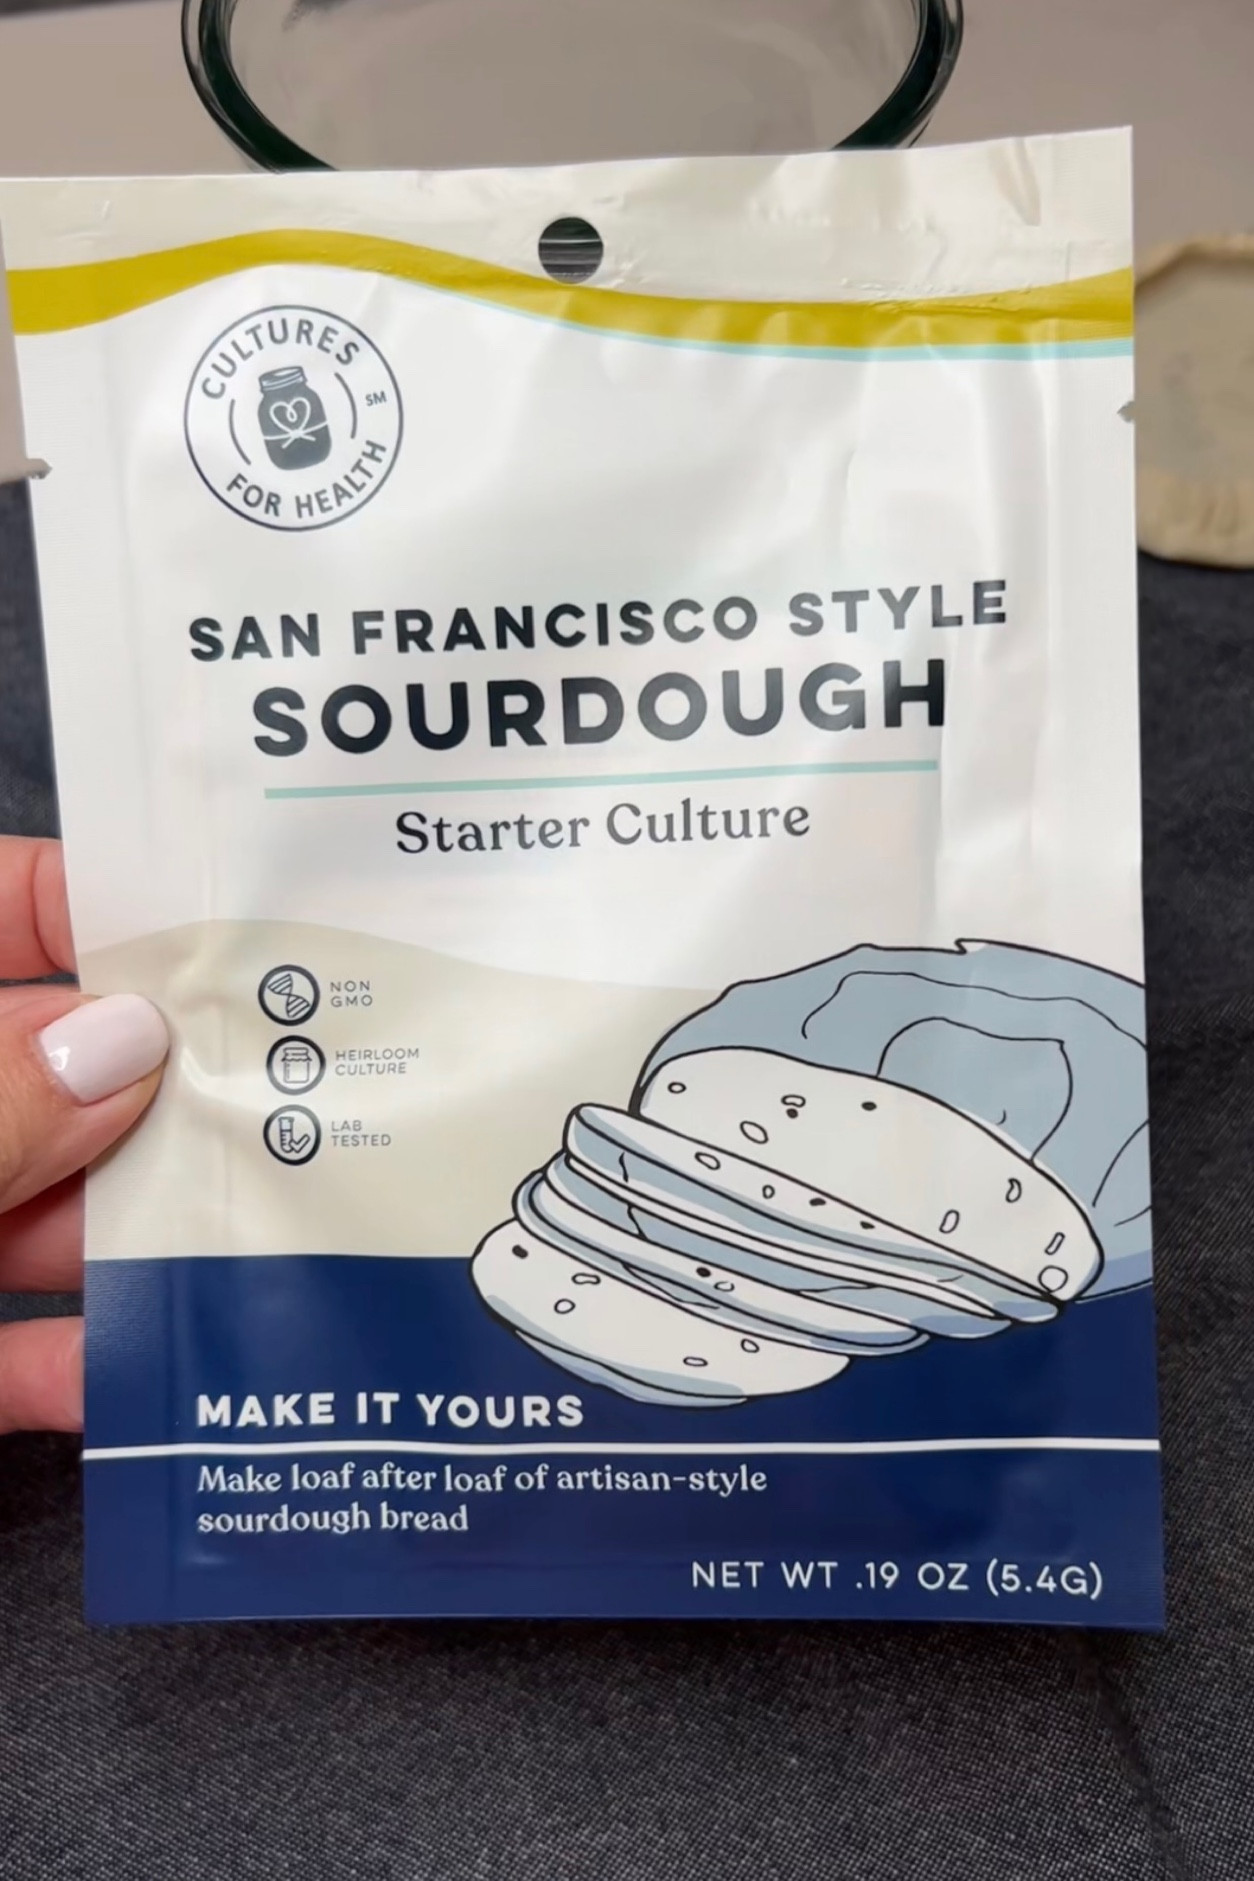 CULTURES
FOR HEALTH
SM
SAN FRANCISCO STYLE
SOURDOUGH
Starter Culture
NON
GMO
HEIRLOOM
CULTURE
LAB
TESTED
MAKE IT YOURS
Make loaf after loaf of artisan-style
sourdough bread
NET WT .19 OZ (5.4G)